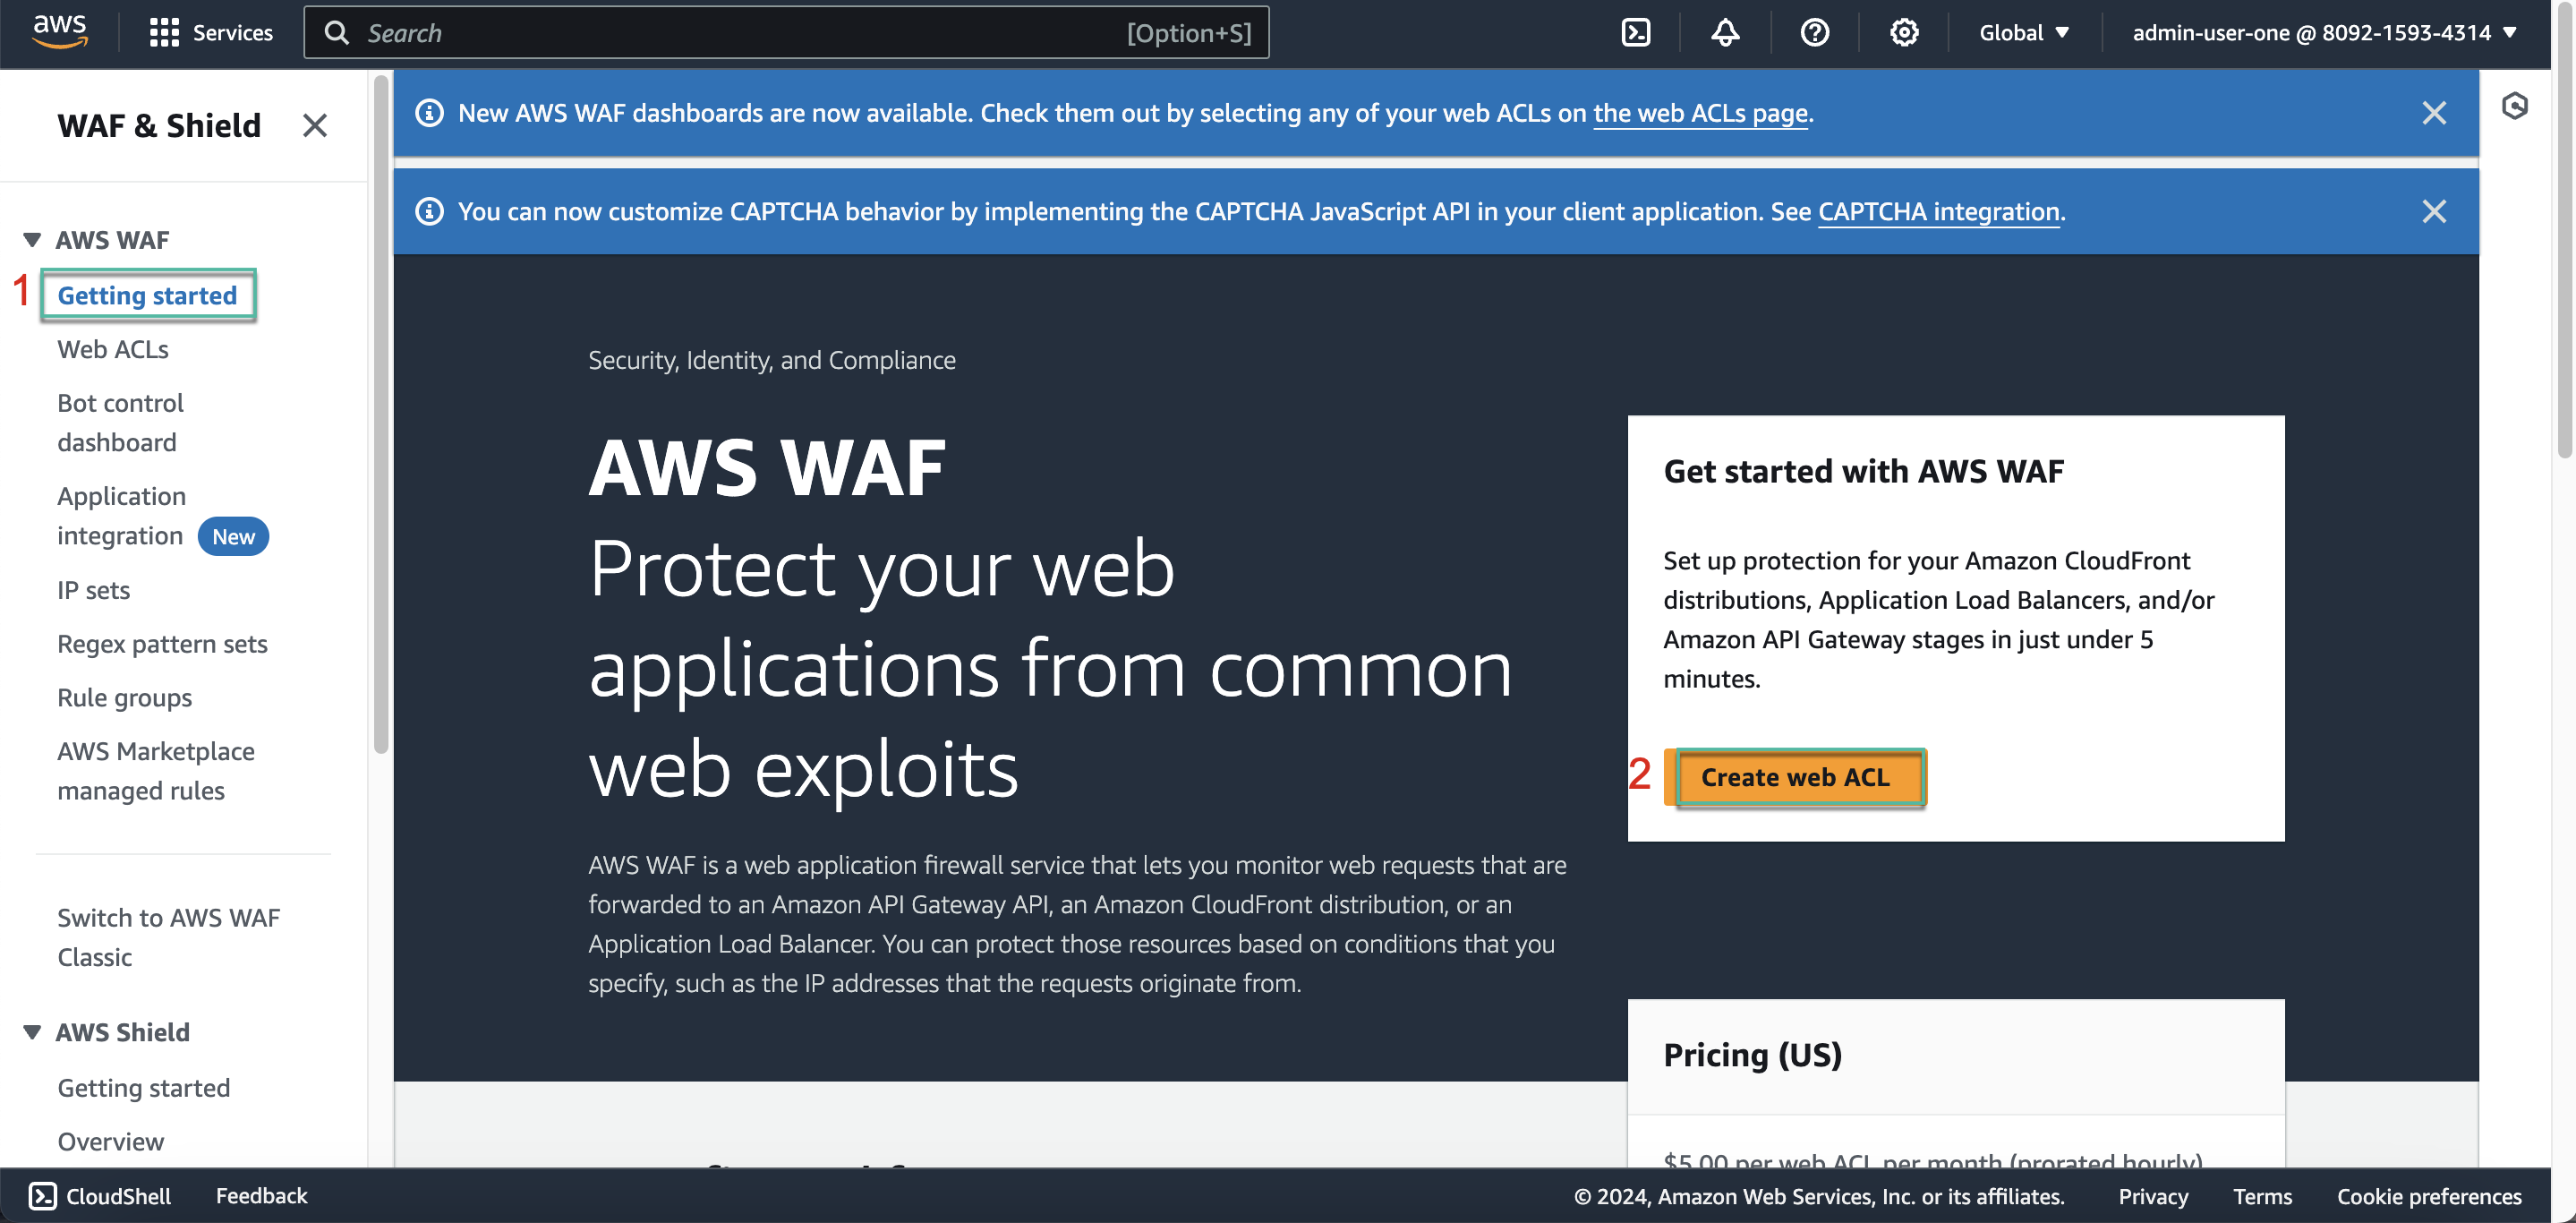 aws
Services
Search
[Option+S]
Global
admin-user-one @ 8092-1593-4314
WAF & Shield
AWS WAF
1
Getting started
Web ACLs
Bot control
dashboard
Application
integration New
IP sets
Regex pattern sets
Rule groups
AWS Marketplace
managed rules
Switch to AWS WAF
Classic
AWS Shield
Getting started
Overview
New AWS WAF dashboards are now available. Check them out by selecting any of your web ACLs on the web ACLs page.
You can now customize CAPTCHA behavior by implementing the CAPTCHA JavaScript API in your client application. See CAPTCHA integration.
Security, Identity, and Compliance
AWS WAF
Protect your web
applications from common
web exploits
AWS WAF is a web application firewall service that lets you monitor web requests that are
forwarded to an Amazon API Gateway API, an Amazon CloudFront distribution, or an
Application Load Balancer. You can protect those resources based on conditions that you
specify, such as the IP addresses that the requests originate from.
Get started with AWS WAF
Set up protection for your Amazon CloudFront
distributions, Application Load Balancers, and/or
Amazon API Gateway stages in just under 5
minutes.
2
Create web ACL
Pricing (US)
$5.00 per web ACL per month (prorated hourly)
CloudShell
Feedback
© 2024, Amazon Web Services, Inc. or its affiliates.
Privacy
Terms
Cookie preferences